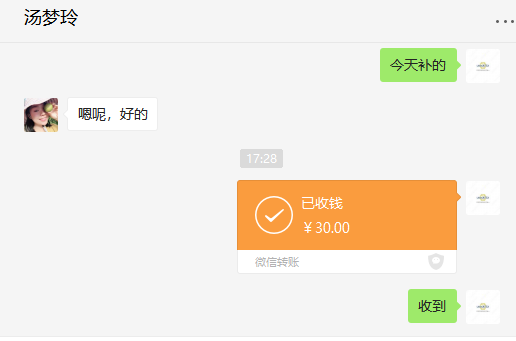 汤梦玲
今天补的
嗯呢，好的
17:28
已收钱
￥30.00
微信转账
收到